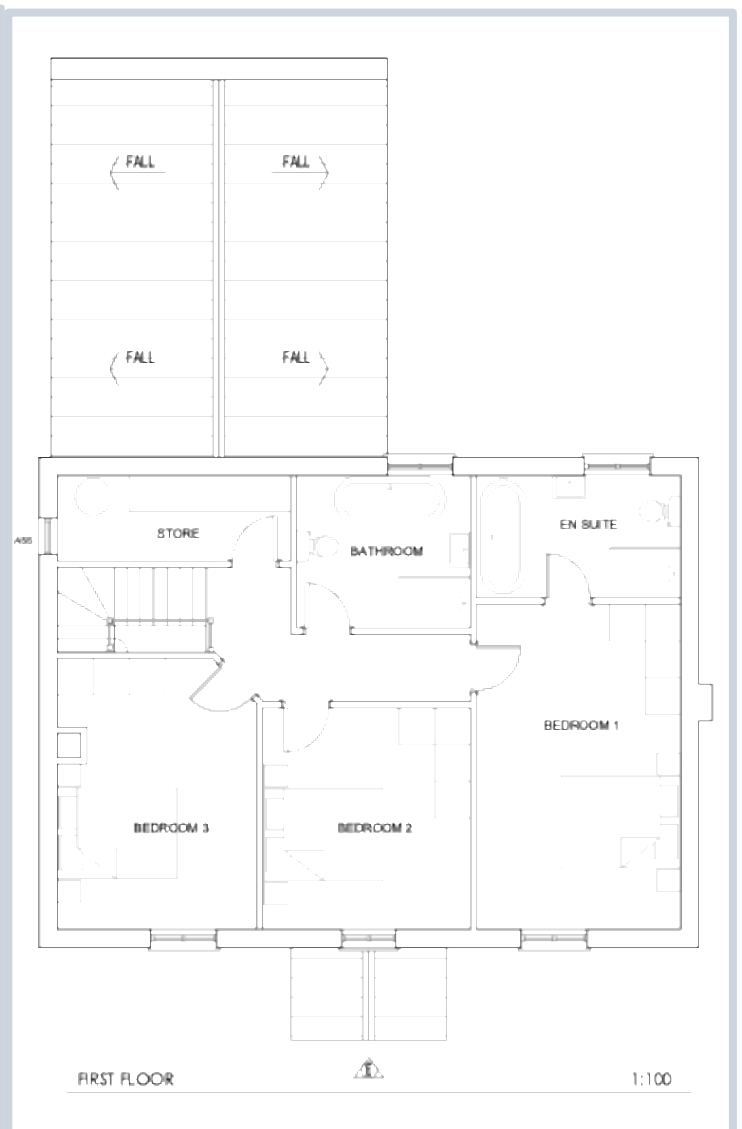 FALL
FALL
FALL
FALL
STORE
EN SUITE
BATHROOM
BEDROOM 1
BEDROOM 3
BEDROOM 2
FIRST FLOOR
1:100